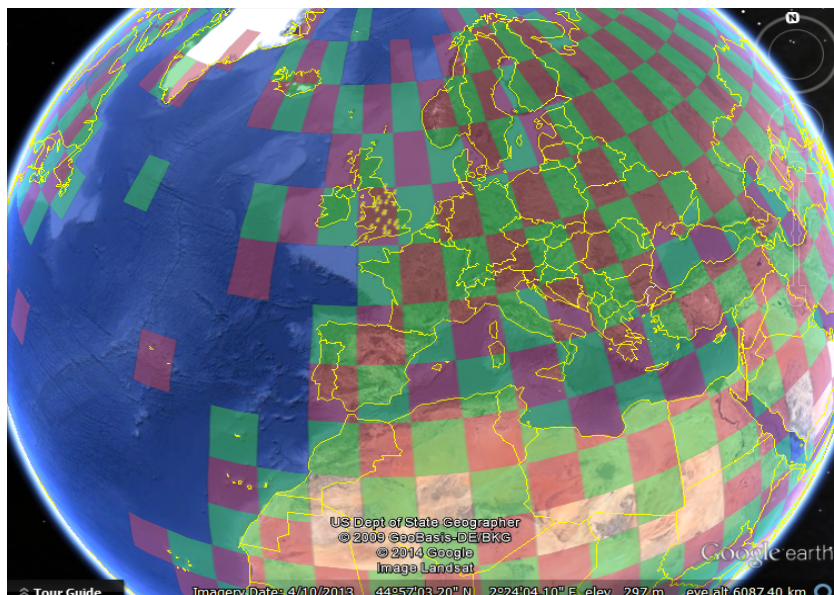 N
US Dept of State Geographer
© 2009 GeoBasis-DE/BKG
© 2014 Google
Image Landsat
Google earth
Tour Guide
Imagery Date: 4/10/2013 44°57'03.20" N 2°24'04.10" E elev 297 m eye alt 6087.40 km